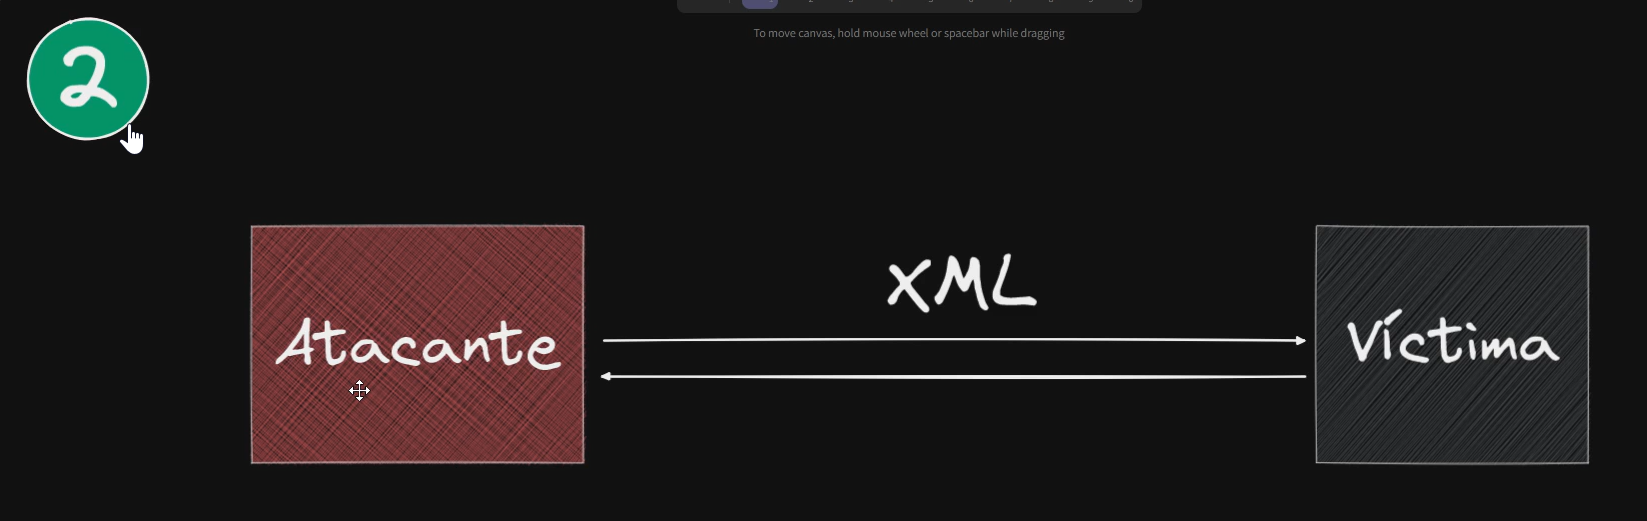 To move canvas, hold mouse wheel or spacebar while dragging
2
XML
Atacante
Víctima